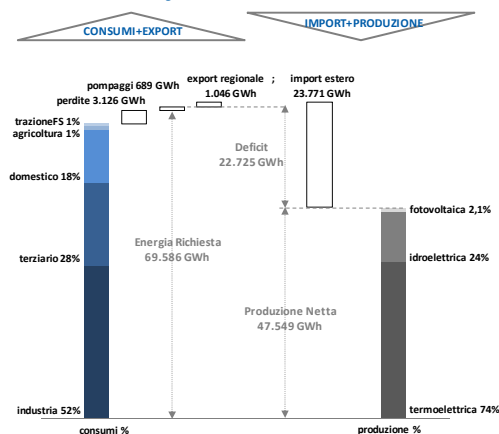 CONSUMI+EXPORT
IMPORT+PRODUZIONE
pompaggi 689 GWh
export regionale ;
1.046 GWh
import estero
23.771 GWh
perdite 3.126 GWh
trazioneFS 1%
agricoltura 1%
Deficit
22.725 GWh
domestico 18%
fotovoltaica 2,1%
Energia Richiesta
69.586 GWh
terziario 28%
idroelettrica 24%
Produzione Netta
47.549 GWh
industria 52%
termoelettrica 74%
consumi %
produzione %